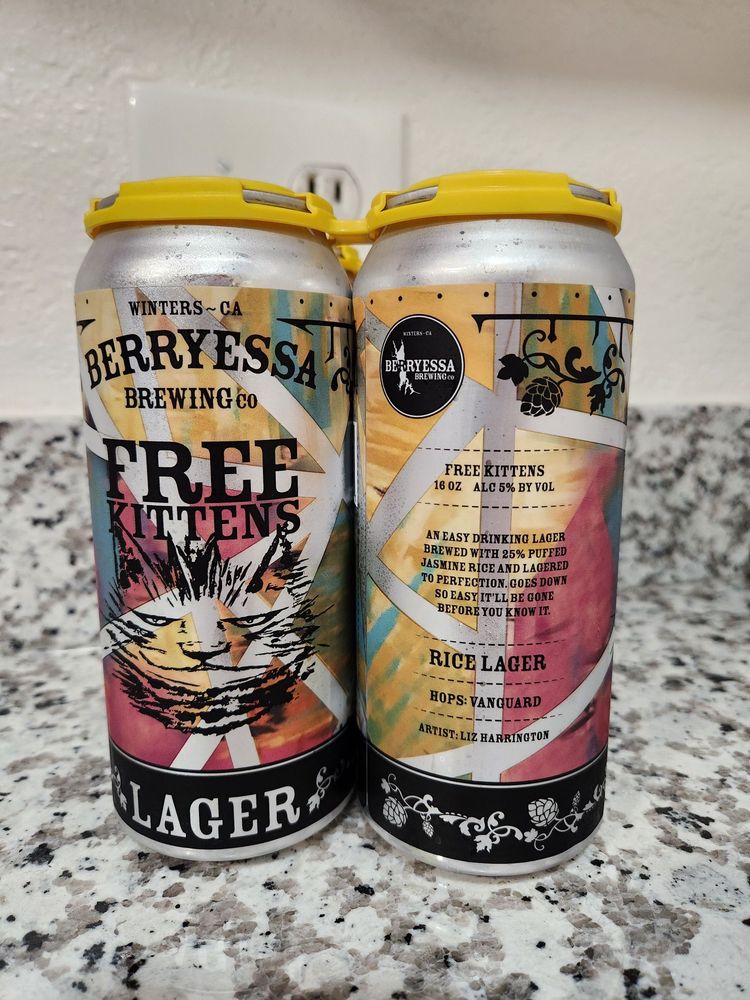 WINTERS~CA
BERRYESSA
BREWING CO
FREE
KITTENS
LAGER
WINTERS~CA
BERRYESSA
BREWING CO
FREE KITTENS
16 OZ ALC 5% BY VOL
AN EASY DRINKING LAGER
BREWED WITH 25% PUFFED
JASMINE RICE AND LAGERED
TO PERFECTION. GOES DOWN
SO EASY IT'LL BE GONE
BEFORE YOU KNOW IT.
RICE LAGER
HOPS: VANGUARD
ARTIST: LIZ HARRINGTON